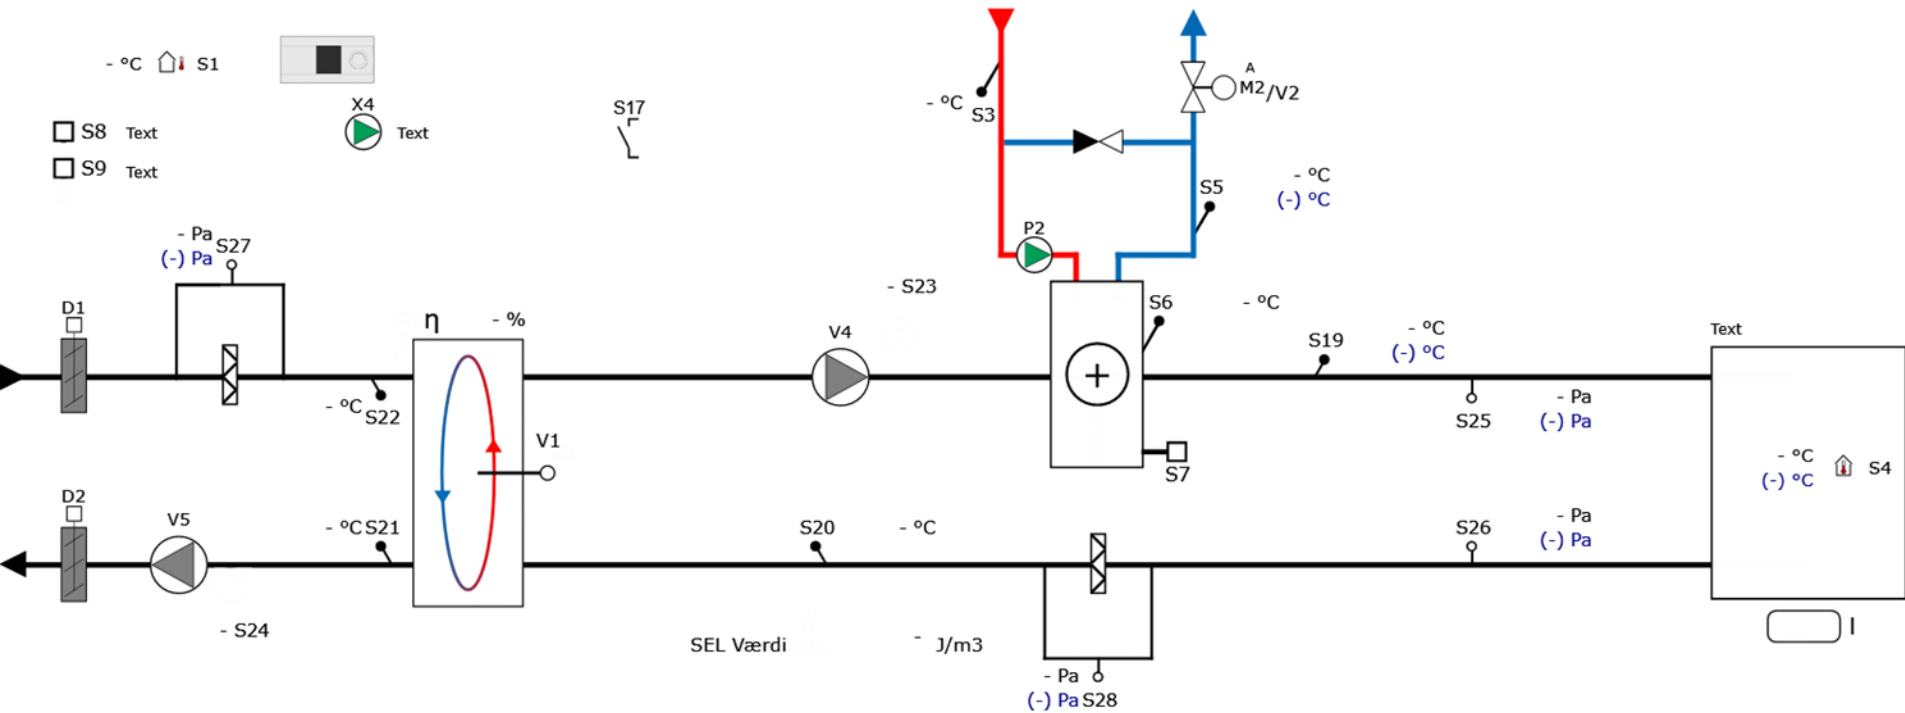 - °C S1
X4
S8 Text
Text
S9 Text
S17
- °C S3
A
M2/V2
S5
- °C
(-) °C
P2
- Pa
(-) Pa
S27
D1
η
- %
- °C
S22
V1
- S23
V4
S6
- °C
S19
- °C
(-) °C
S25
- Pa
(-) Pa
S7
Text
- °C
(-) °C
S4
D2
V5
- °C S21
S20
- °C
S26
- Pa
(-) Pa
- S24
SEL Værdi - J/m3
- Pa
(-) Pa S28
I